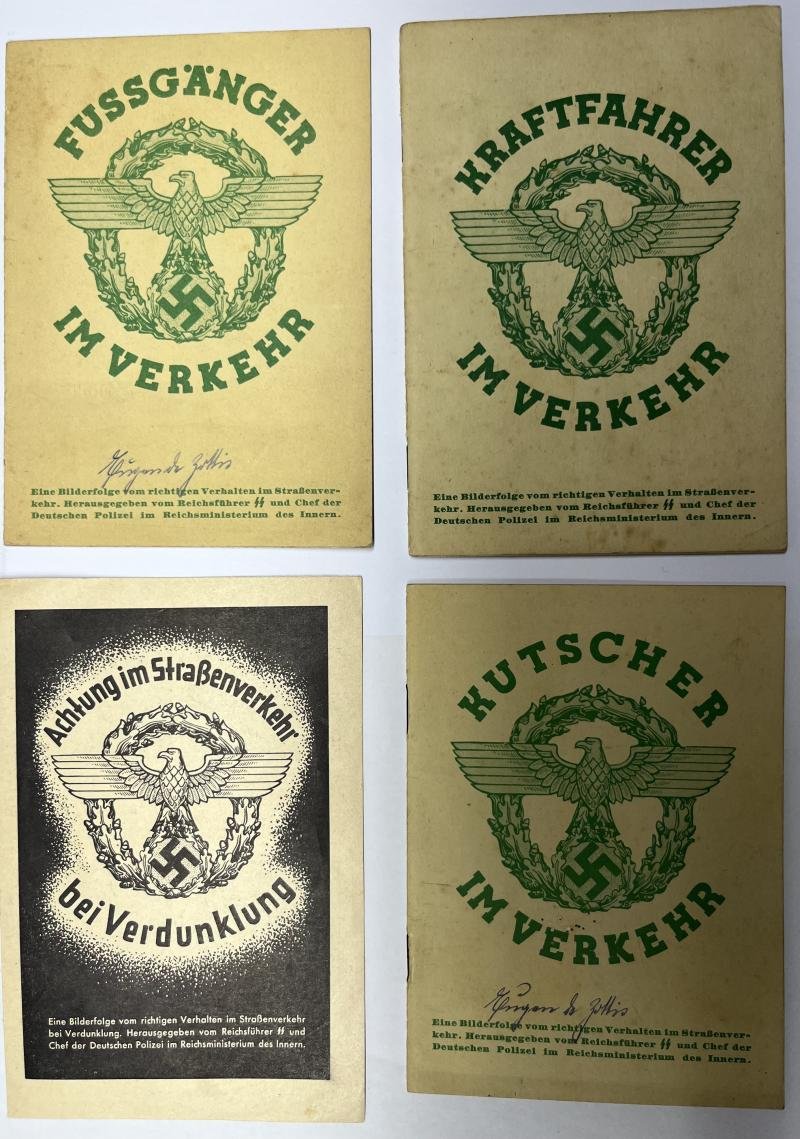 FUSSGÄNGER
IM VERKEHR
Eine Bilderfolge vom richtigen Verhalten im Straßenver-
kehr. Herausgegeben vom Reichsführer ᛋᛋ und Chef der
Deutschen Polizei im Reichsministerium des Innern.
KRAFTFAHRER
IM VERKEHR
Eine Bilderfolge vom richtigen Verhalten im Straßenver-
kehr. Herausgegeben vom Reichsführer ᛋᛋ und Chef der
Deutschen Polizei im Reichsministerium des Innern.
Achtung im Straßenverkehr
bei Verdunklung
Eine Bilderfolge vom richtigen Verhalten im Straßenverkehr
bei Verdunklung. Herausgegeben vom Reichsführer ᛋᛋ und
Chef der Deutschen Polizei im Reichsministerium des Innern.
KUTSCHER
IM VERKEHR
Eugen de
Eine Bilderfolge vom richtigen Verhalten im Straßenver-
kehr. Herausgegeben vom Reichsführer ᛋᛋ und Chef der
Deutschen Polizei im Reichsministerium des Innern.